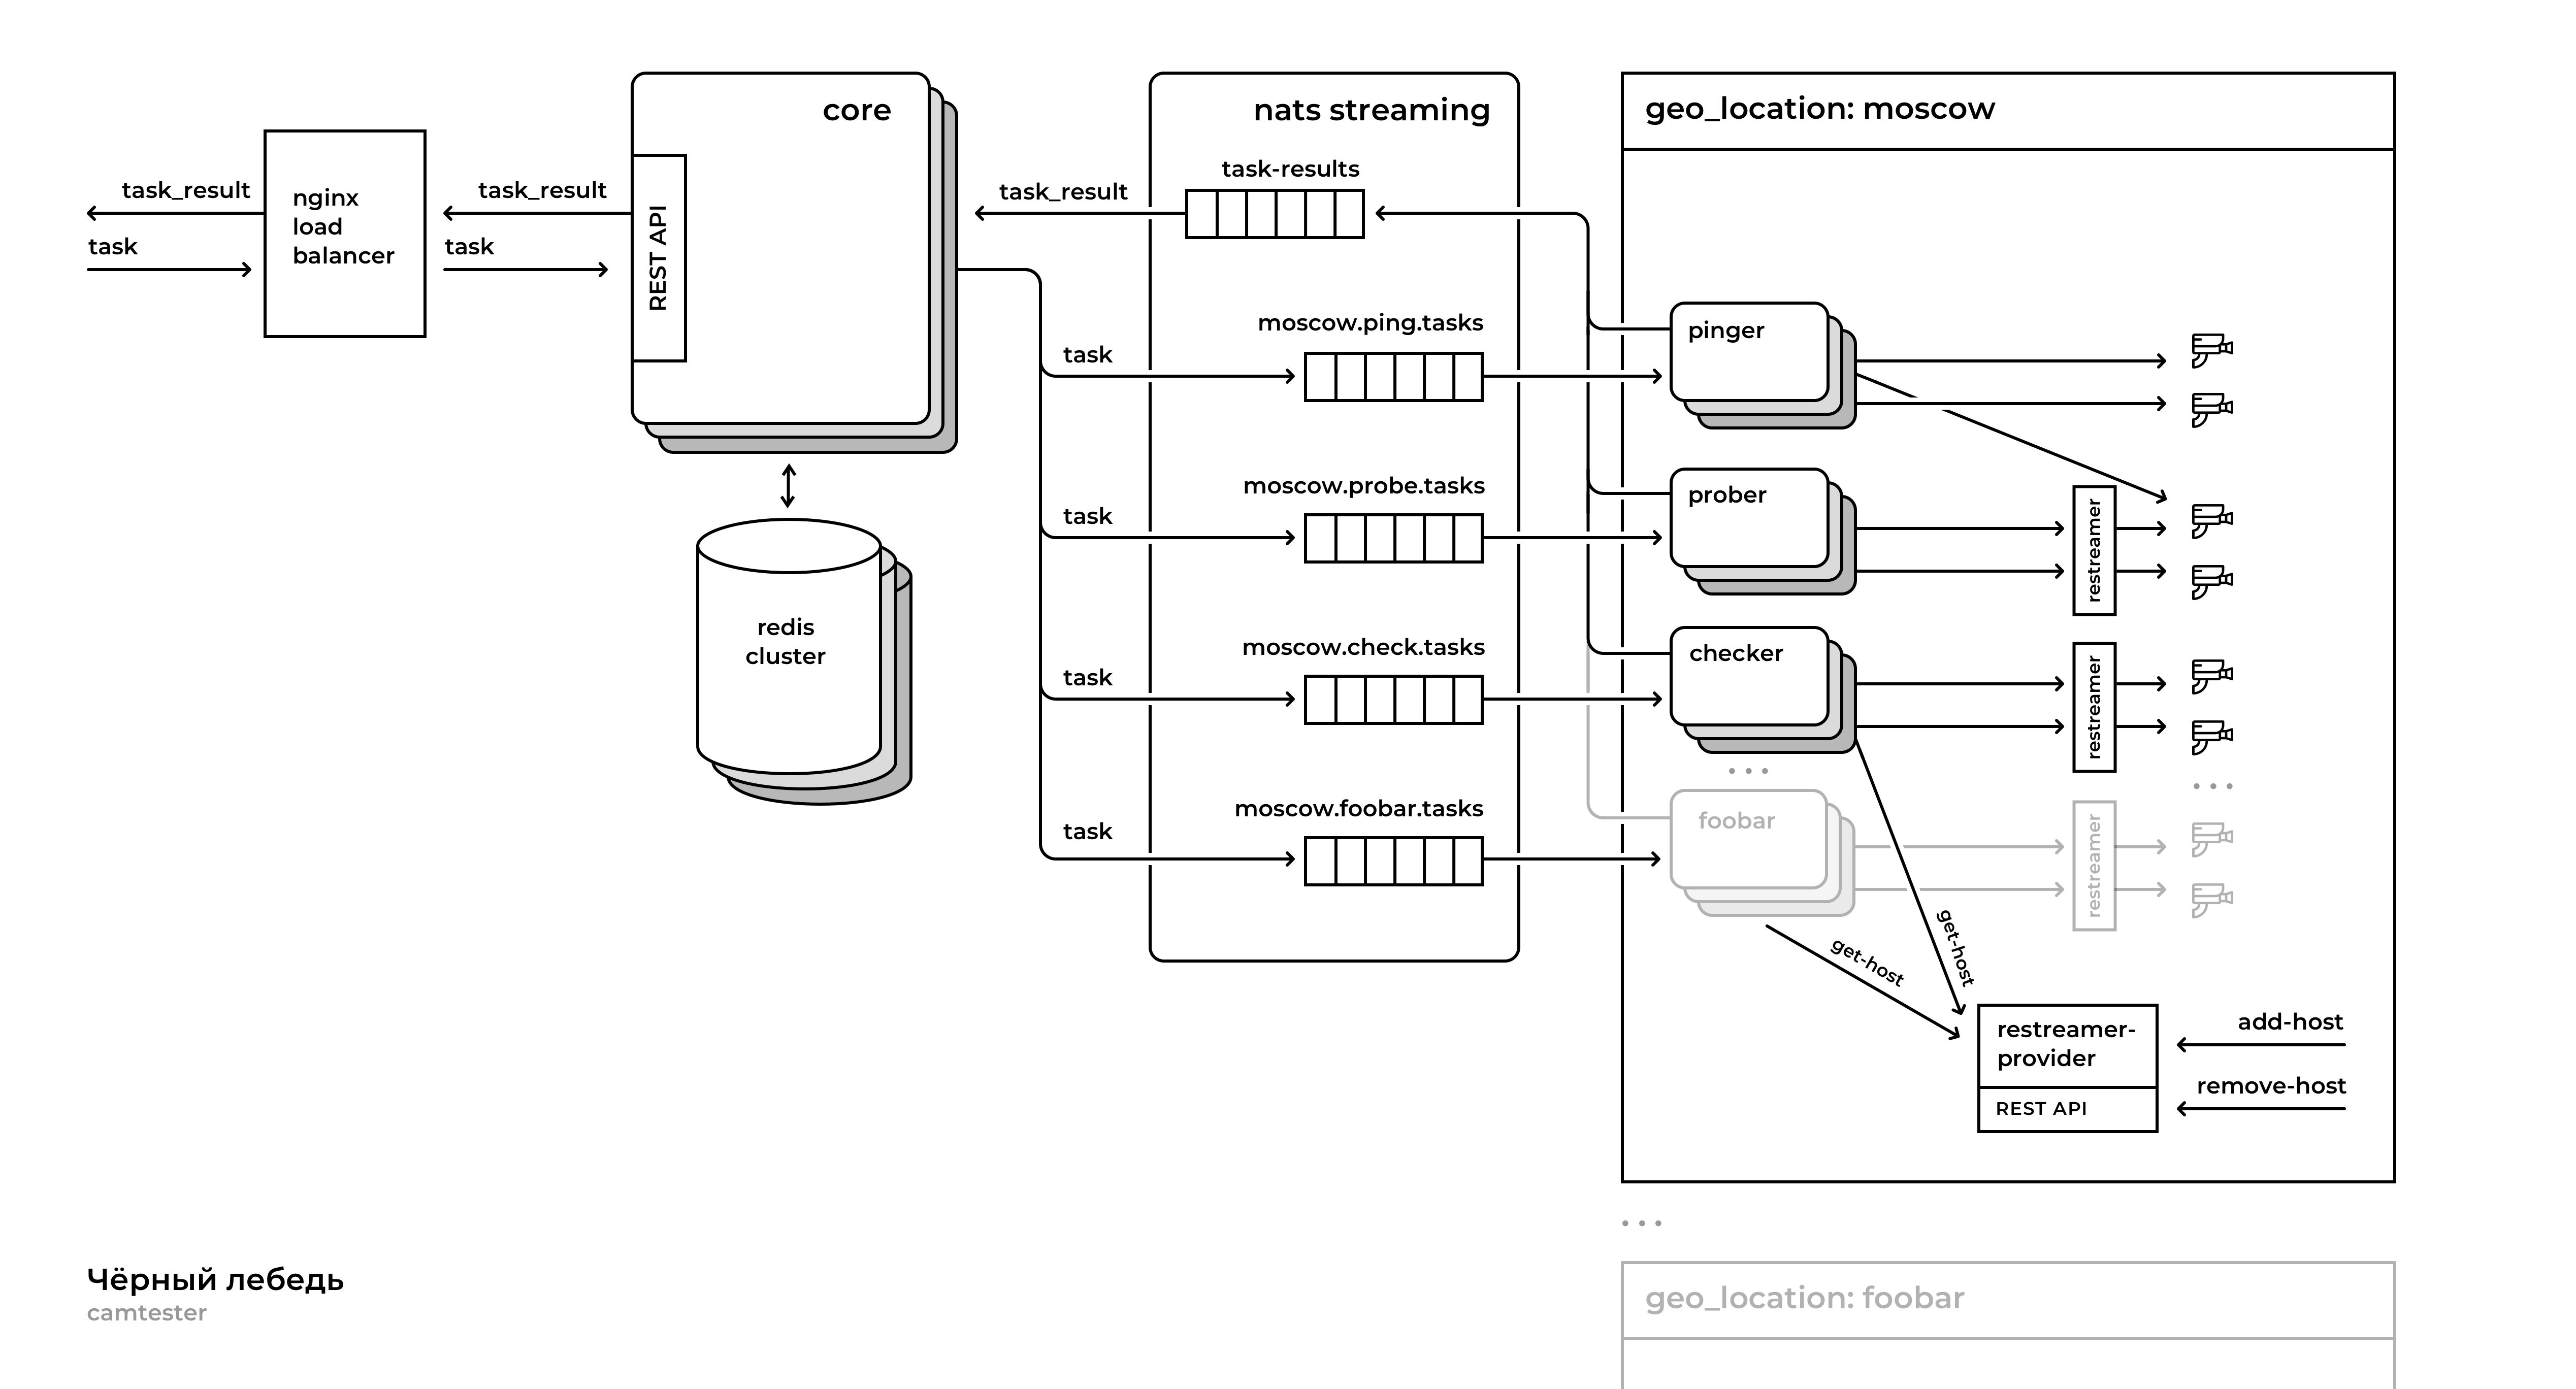 core
nats streaming
geo_location: moscow
task_result
task
nginx
load
balancer
task_result
task
REST API
task_result
task-results
moscow.ping.tasks
task
pinger
moscow.probe.tasks
task
prober
restreamer
redis
cluster
moscow.check.tasks
task
checker
restreamer
moscow.foobar.tasks
task
foobar
restreamer
get-host
get-host
restreamer-
provider
REST API
add-host
remove-host
Чёрный лебедь
camtester
geo_location: foobar